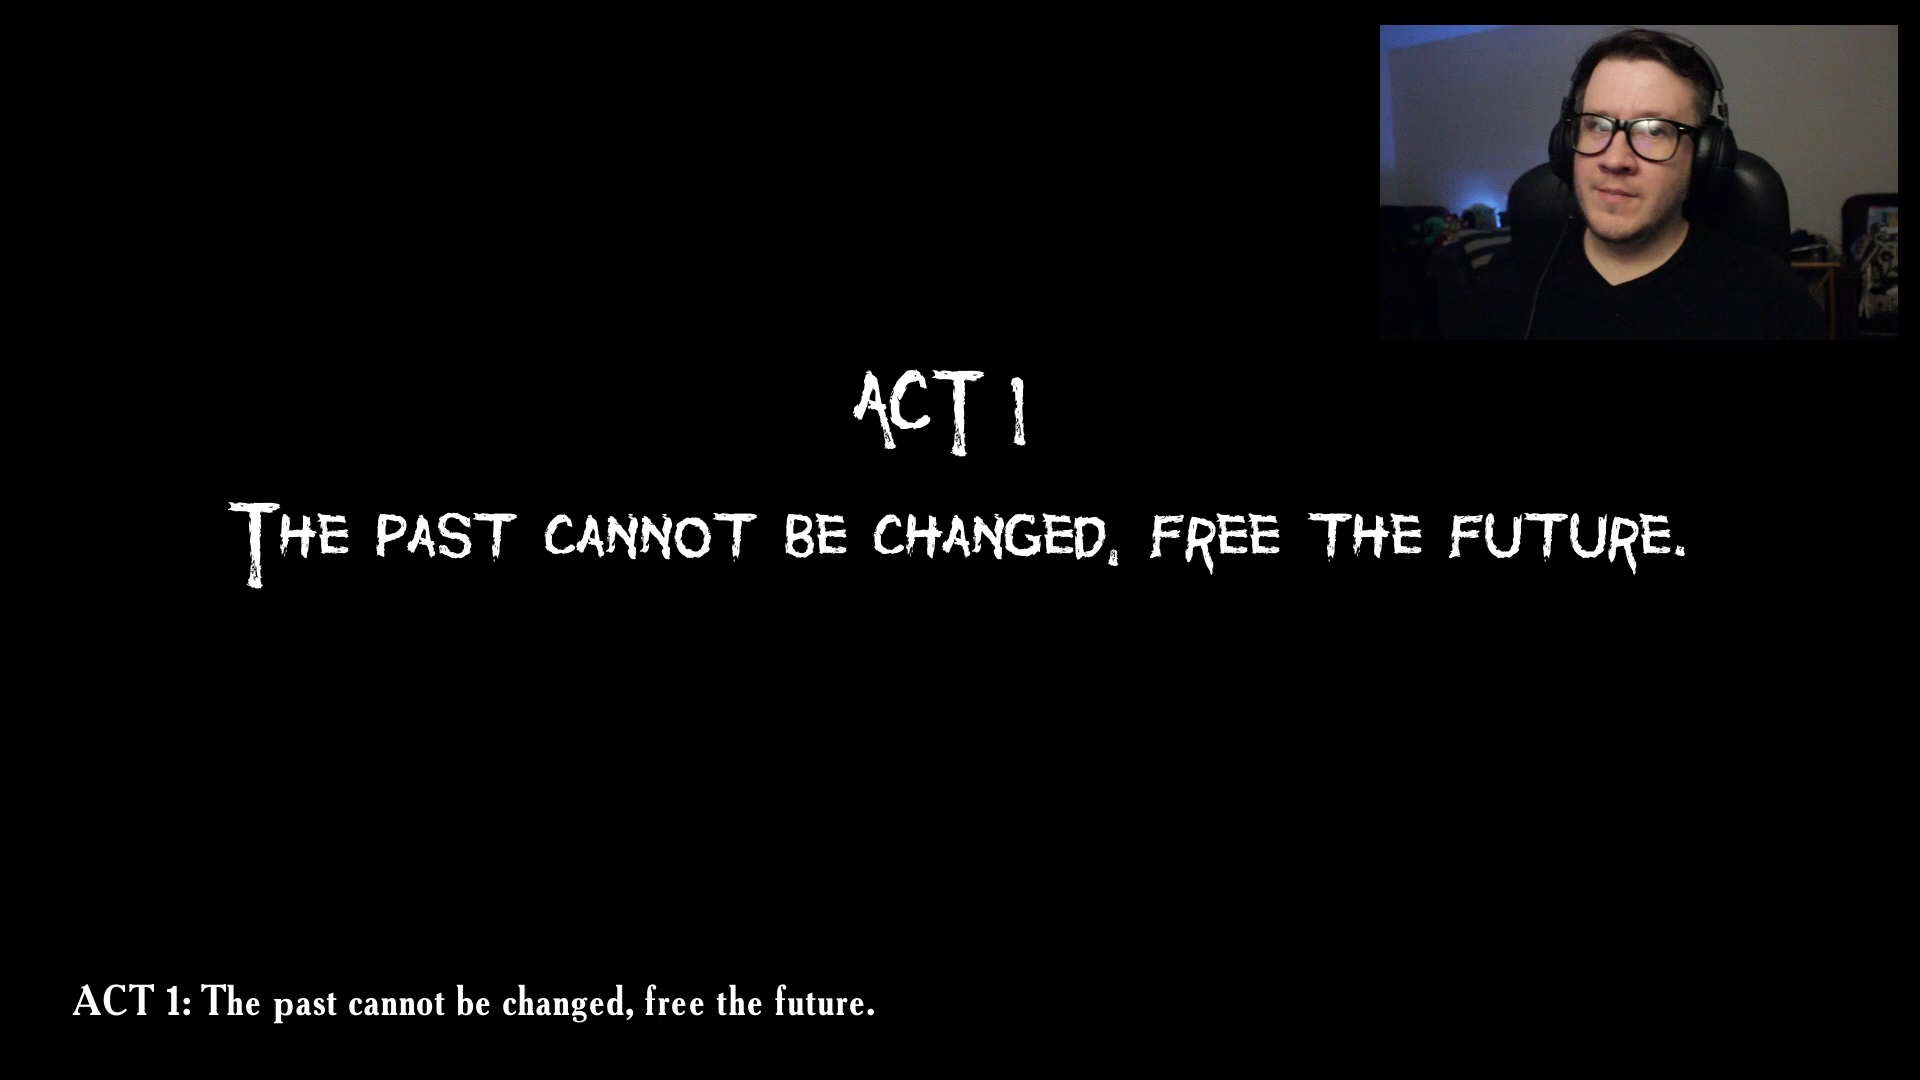 ACT 1
The past cannot be changed, free the future.
ACT 1: The past cannot be changed, free the future.